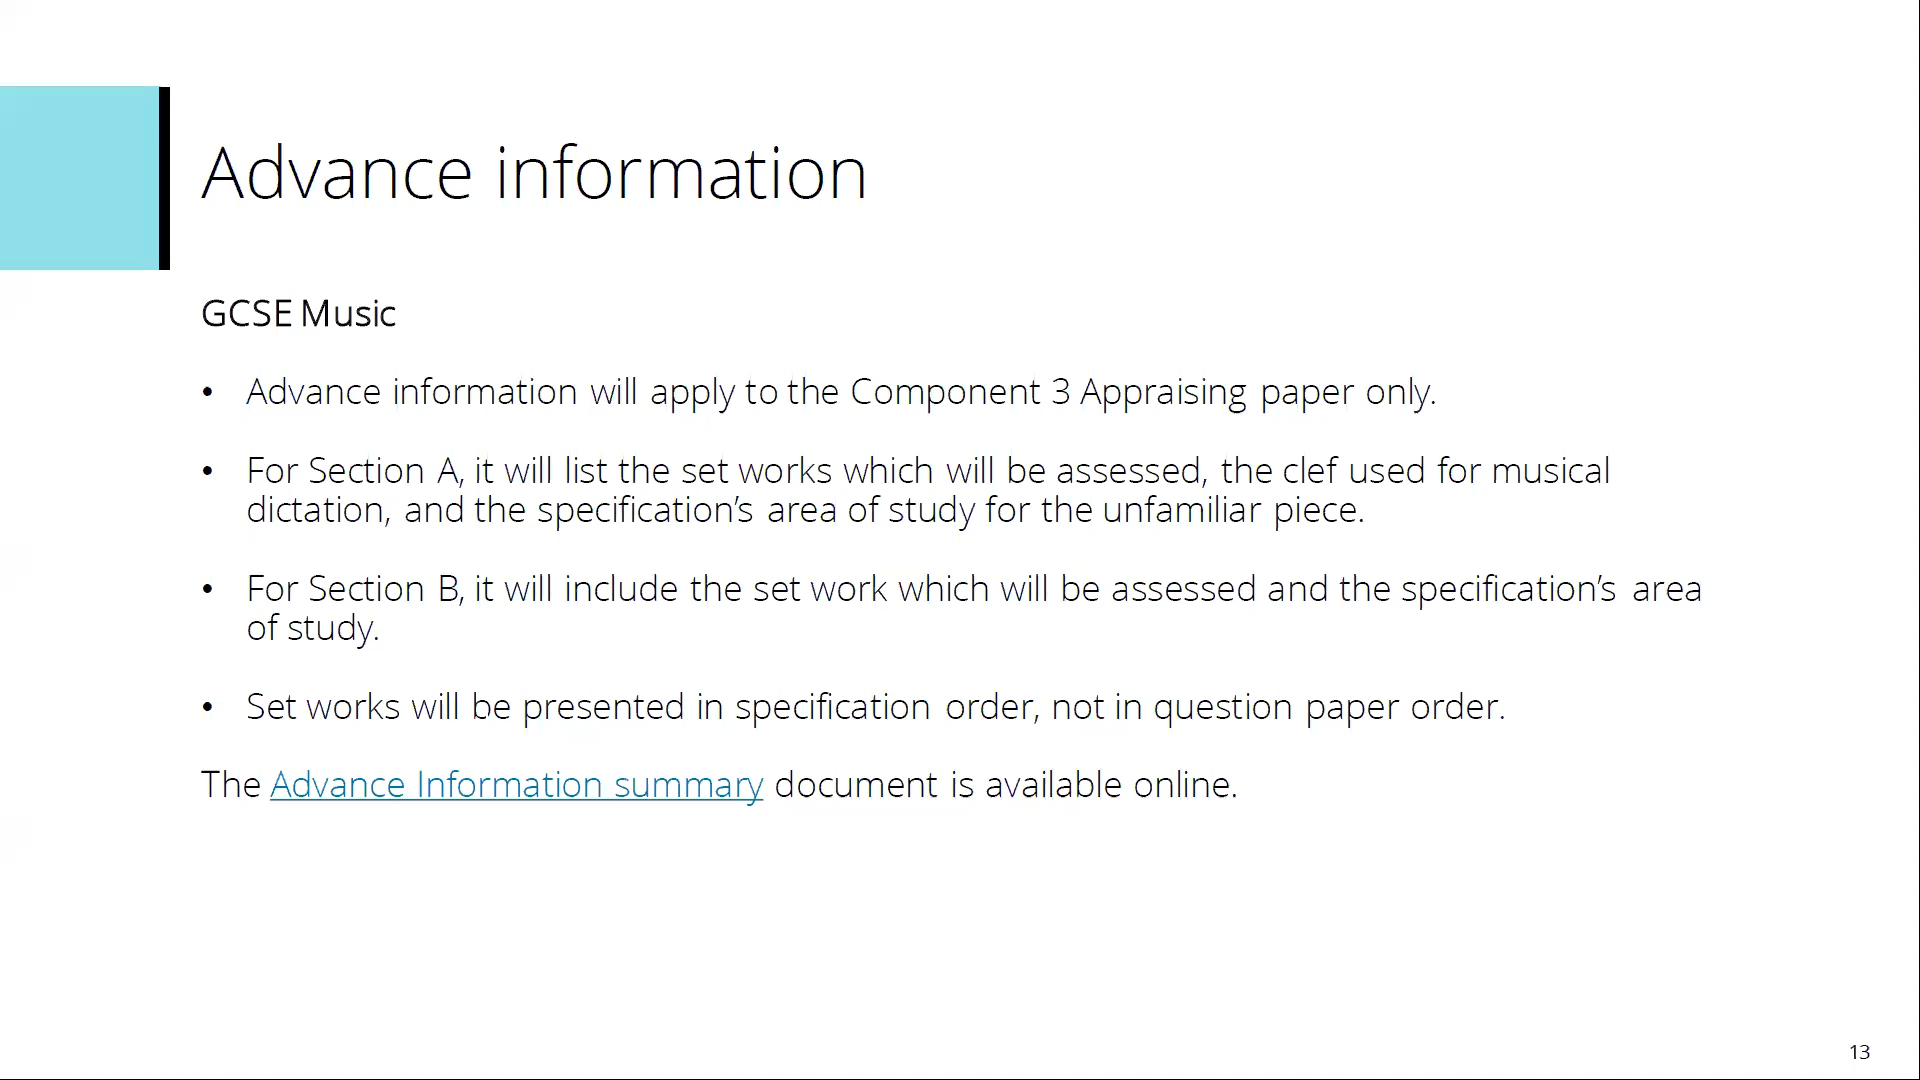 Advance information
GCSE Music
• Advance information will apply to the Component 3 Appraising paper only.
• For Section A, it will list the set works which will be assessed, the clef used for musical
dictation, and the specification’s area of study for the unfamiliar piece.
• For Section B, it will include the set work which will be assessed and the specification’s area
of study.
• Set works will be presented in specification order, not in question paper order.
The Advance Information summary document is available online.
13